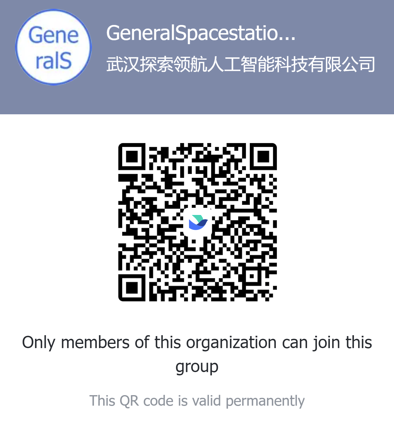 Gene
ralS
GeneralSpacestatio...
武汉探索领航人工智能科技有限公司
Only members of this organization can join this
group
This QR code is valid permanently